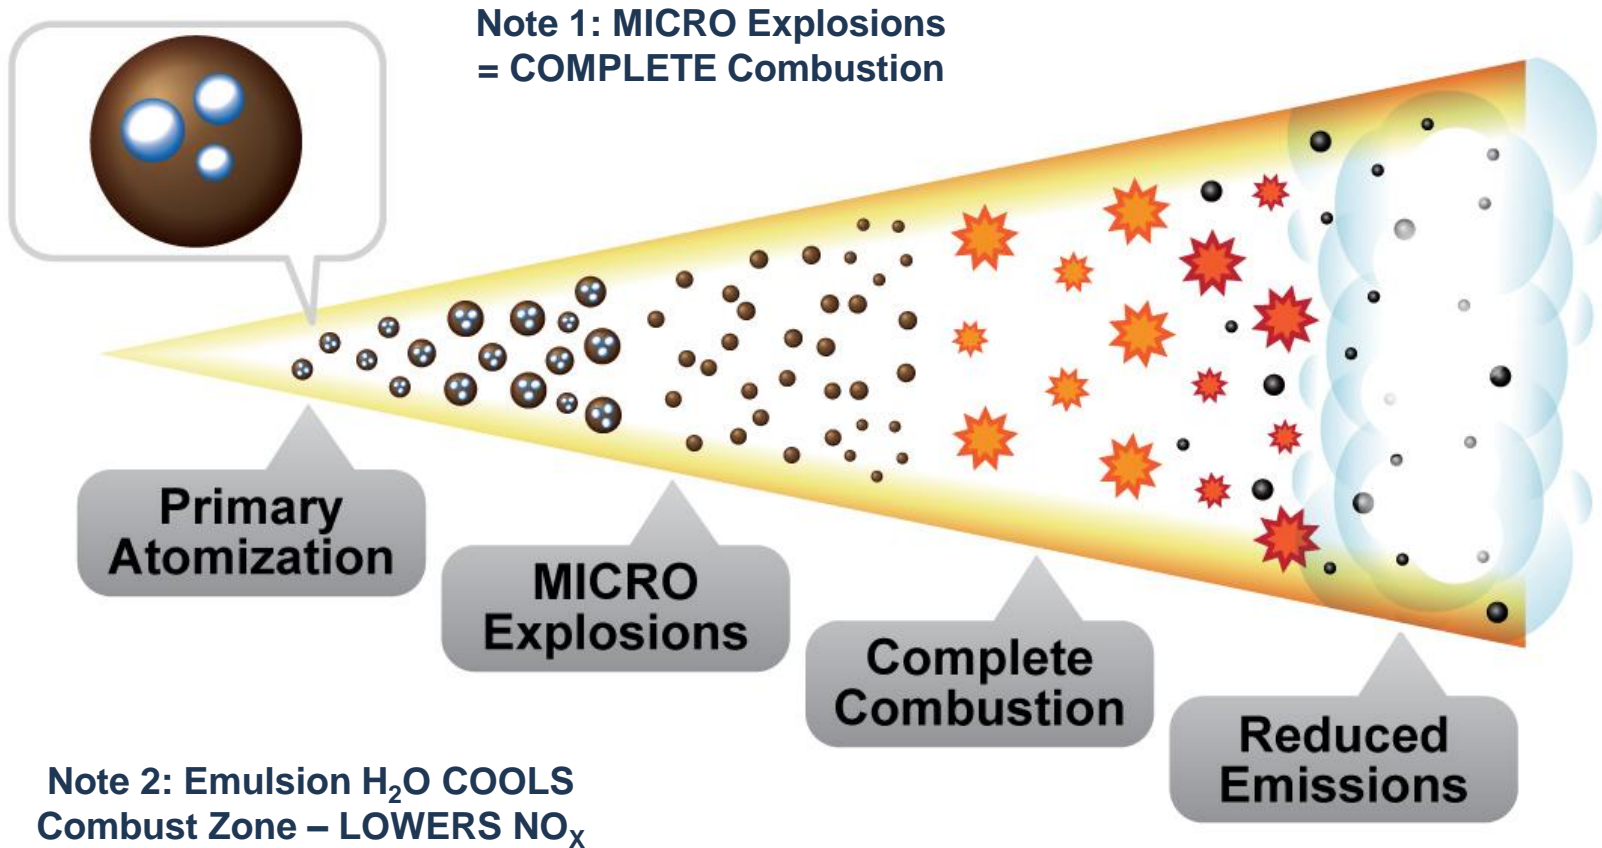 Note 1: MICRO Explosions
= COMPLETE Combustion
Primary
Atomization
MICRO
Explosions
Complete
Combustion
Reduced
Emissions
Note 2: Emulsion H₂O COOLS
Combust Zone – LOWERS NOₓ